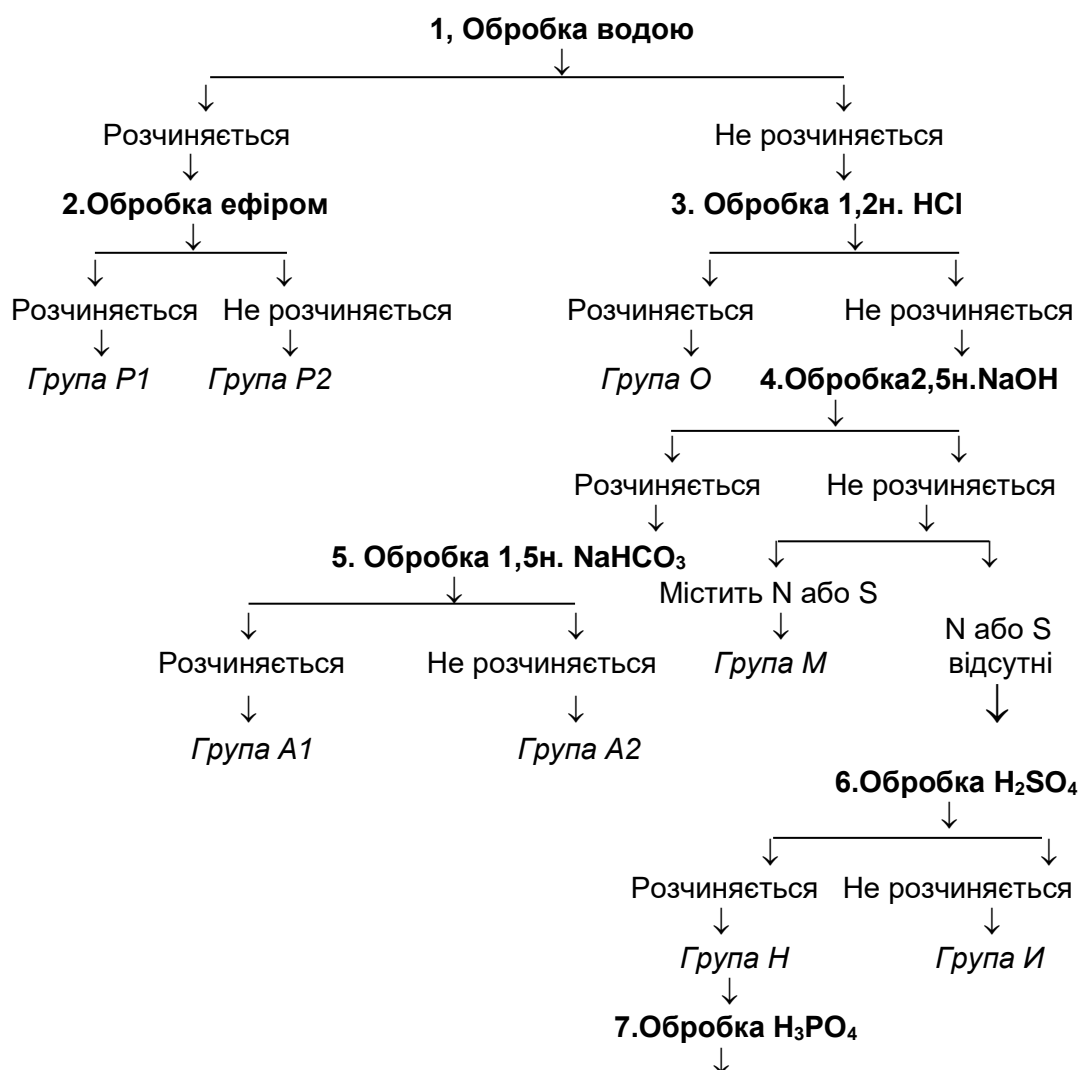 1, Обробка водою
Розчиняється Не розчиняється
2.Обробка ефіром 3. Обробка 1,2н. HCl
Розчиняється Не розчиняється Розчиняється Не розчиняється
Група Р1 Група Р2 Група О 4.Обробка2,5н.NaOH
Розчиняється Не розчиняється
5. Обробка 1,5н. NaHCO₃
Містить N або S
N або S
відсутні
Розчиняється Не розчиняється Група М
Група А1 Група А2
6.Обробка H₂SO₄
Розчиняється Не розчиняється
Група Н Група И
7.Обробка H₃PO₄